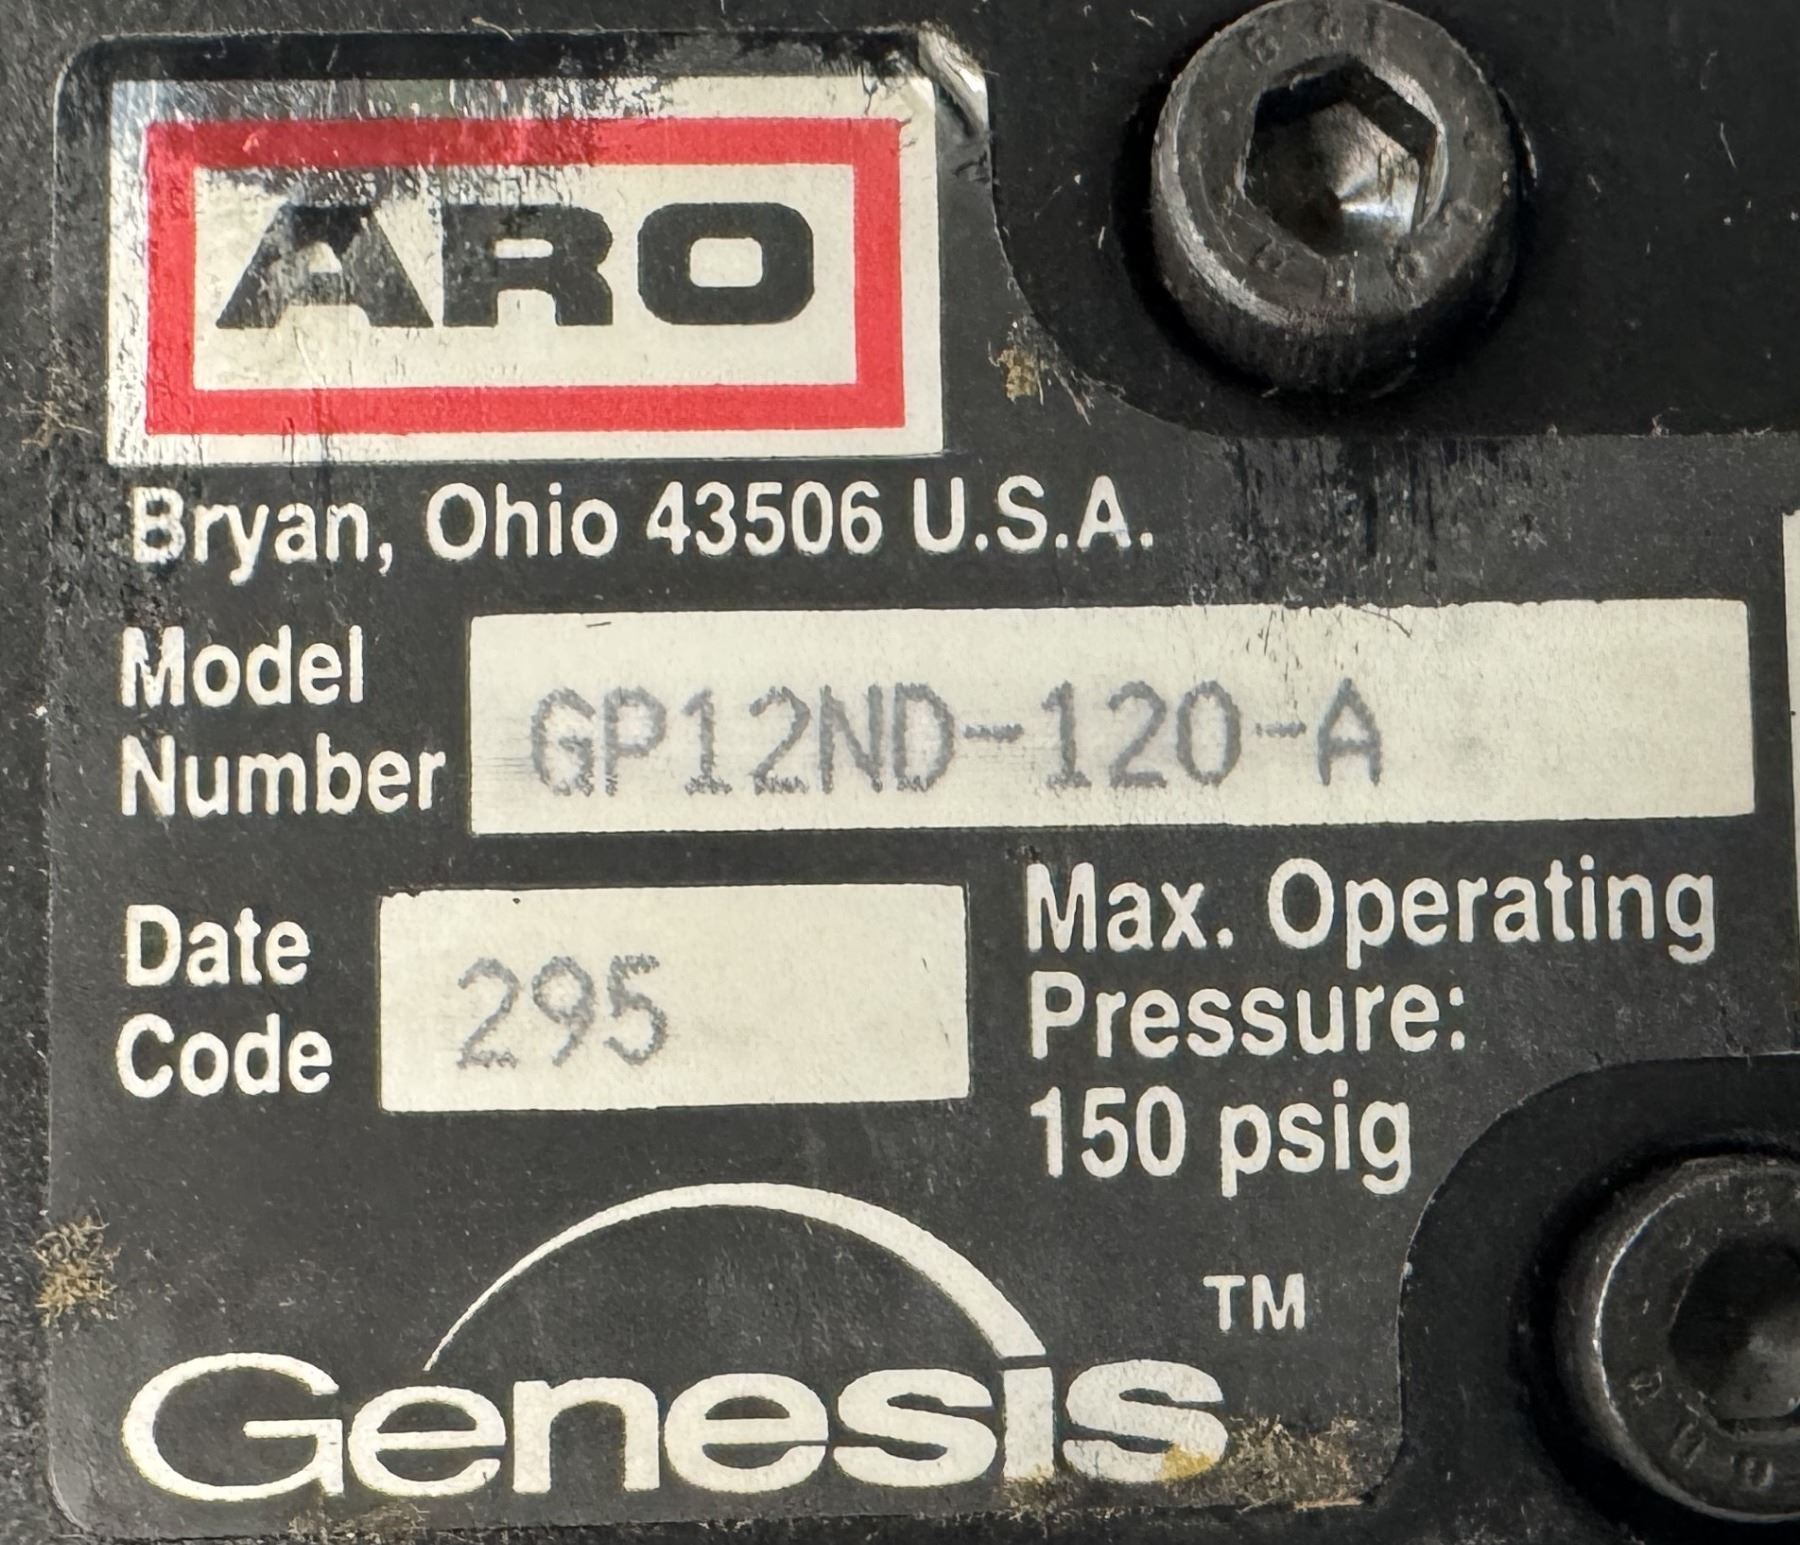 ARO
Bryan, Ohio 43506 U.S.A.
Model
Number
GP12ND-120-A
Date
Code
295
Max. Operating
Pressure:
150 psig
Genesis
TM